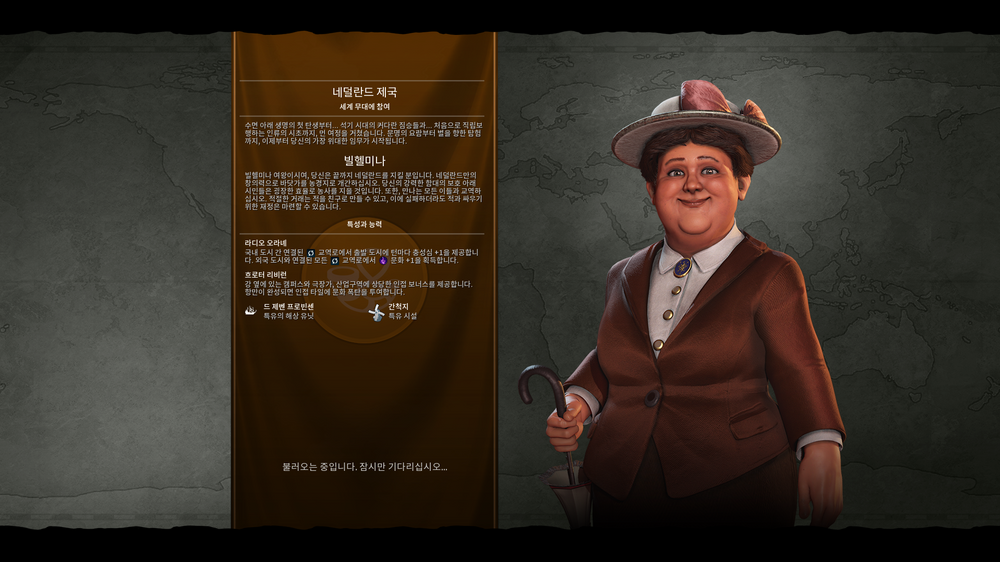 네덜란드 제국
세계 무대에 참여
수면 아래 생명의 첫 탄생부터... 석기 시대의 커다란 짐승들과... 처음으로 직립보
행하는 인류의 시초까지, 먼 여정을 거쳤습니다. 문명의 요람부터 별을 향한 탐험
까지, 이제부터 당신의 가장 위대한 임무가 시작됩니다.
빌헬미나
빌헬미나 여왕이시여, 당신은 끝까지 네덜란드를 지킬 분입니다. 네덜란드만의
창의력으로 바닷가를 농경지로 개간하십시오. 당신의 강력한 함대의 보호 아래
시민들은 굉장한 효율로 농사를 지을 것입니다. 또한, 만나는 모든 이들과 교역하
십시오. 적절한 거래는 적을 친구로 만들 수 있고, 이에 실패하더라도 적과 싸우기
위한 재정은 마련할 수 있습니다.
특성과 능력
라디오 오라녜
국내 도시 간 연결된 교역로에서 출발 도시에 턴마다 충성심 +1을 제공합니
다. 외국 도시와 연결된 모든 교역로에서 문화 +1을 획득합니다.
흐로터 리비런
강 옆에 있는 캠퍼스와 극장가, 산업구역에 상당한 인접 보너스를 제공합니다.
항만이 완성되면 인접 타일에 문화 폭탄을 투여합니다.
드 제벤 프로빈센 간척지
특유의 해상 유닛 특유 시설
불러오는 중입니다. 잠시만 기다리십시오...